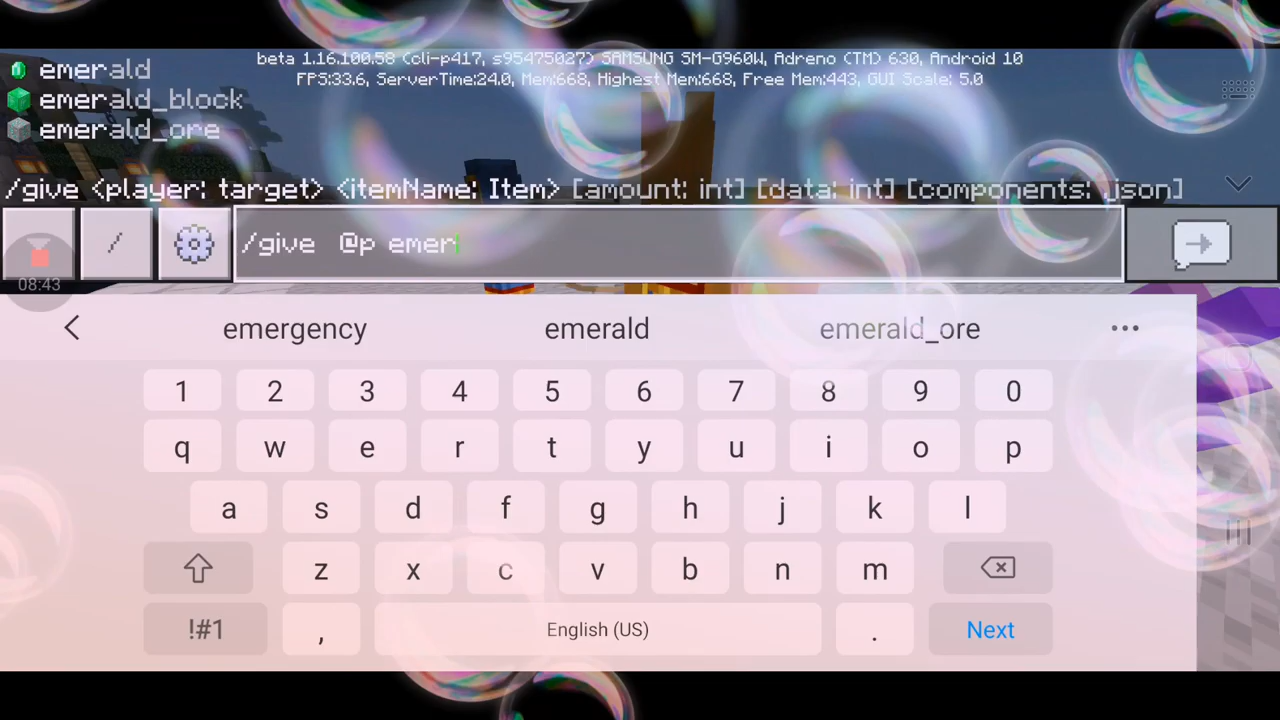 beta 1.16.100.58 (cli-p417, s95475027) SAMSUNG SM-G960W, Adreno (TM) 630, Android 10
FPS:33.6, ServerTime:24.0, Mem:668, Highest Mem:668, Free Mem:443, GUI Scale: 5.0
emerald
emerald_block
emerald_ore
/give <player: target> <itemName: Item> [amount: int] [data: int] [components: json]
/
/give  @p emer
08:43
emergency emerald emerald_ore
1 2 3 4 5 6 7 8 9 0
q w e r t y u i o p
a s d f g h j k l
z x c v b n m
!#1 , English (US) . Next